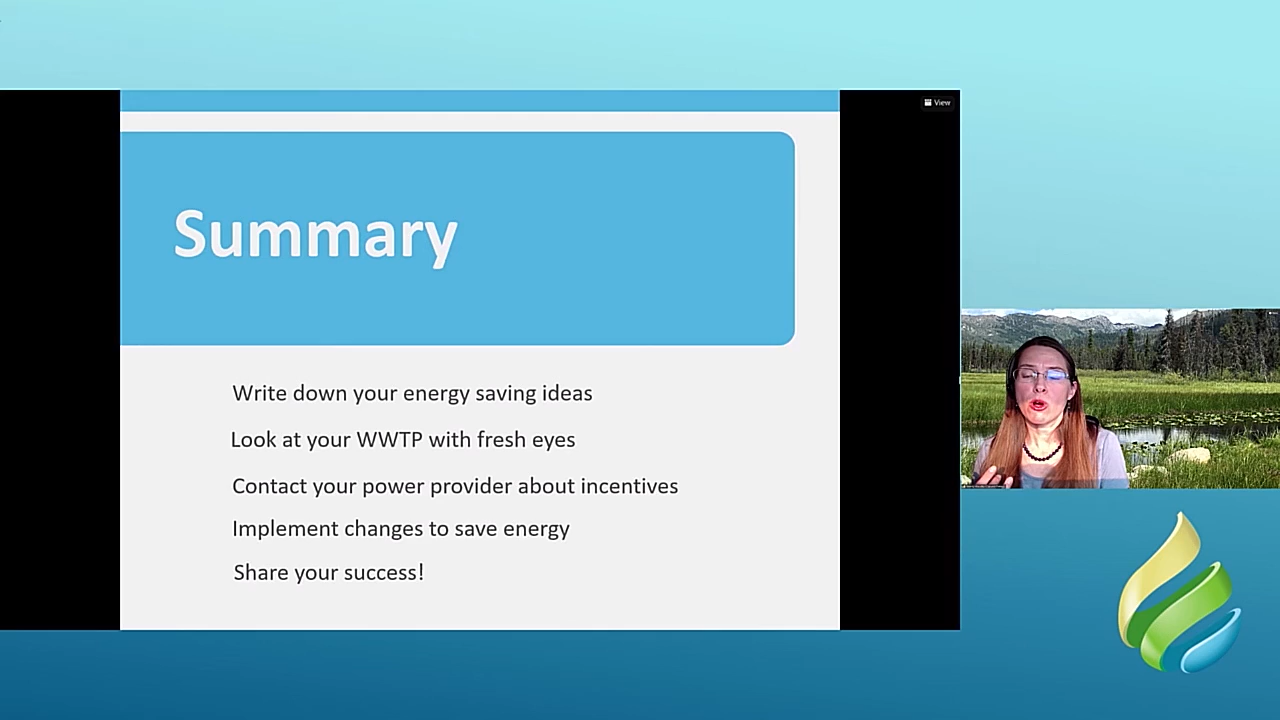 View
Summary
Write down your energy saving ideas
Look at your WWTP with fresh eyes
Contact your power provider about incentives
Implement changes to save energy
Share your success!